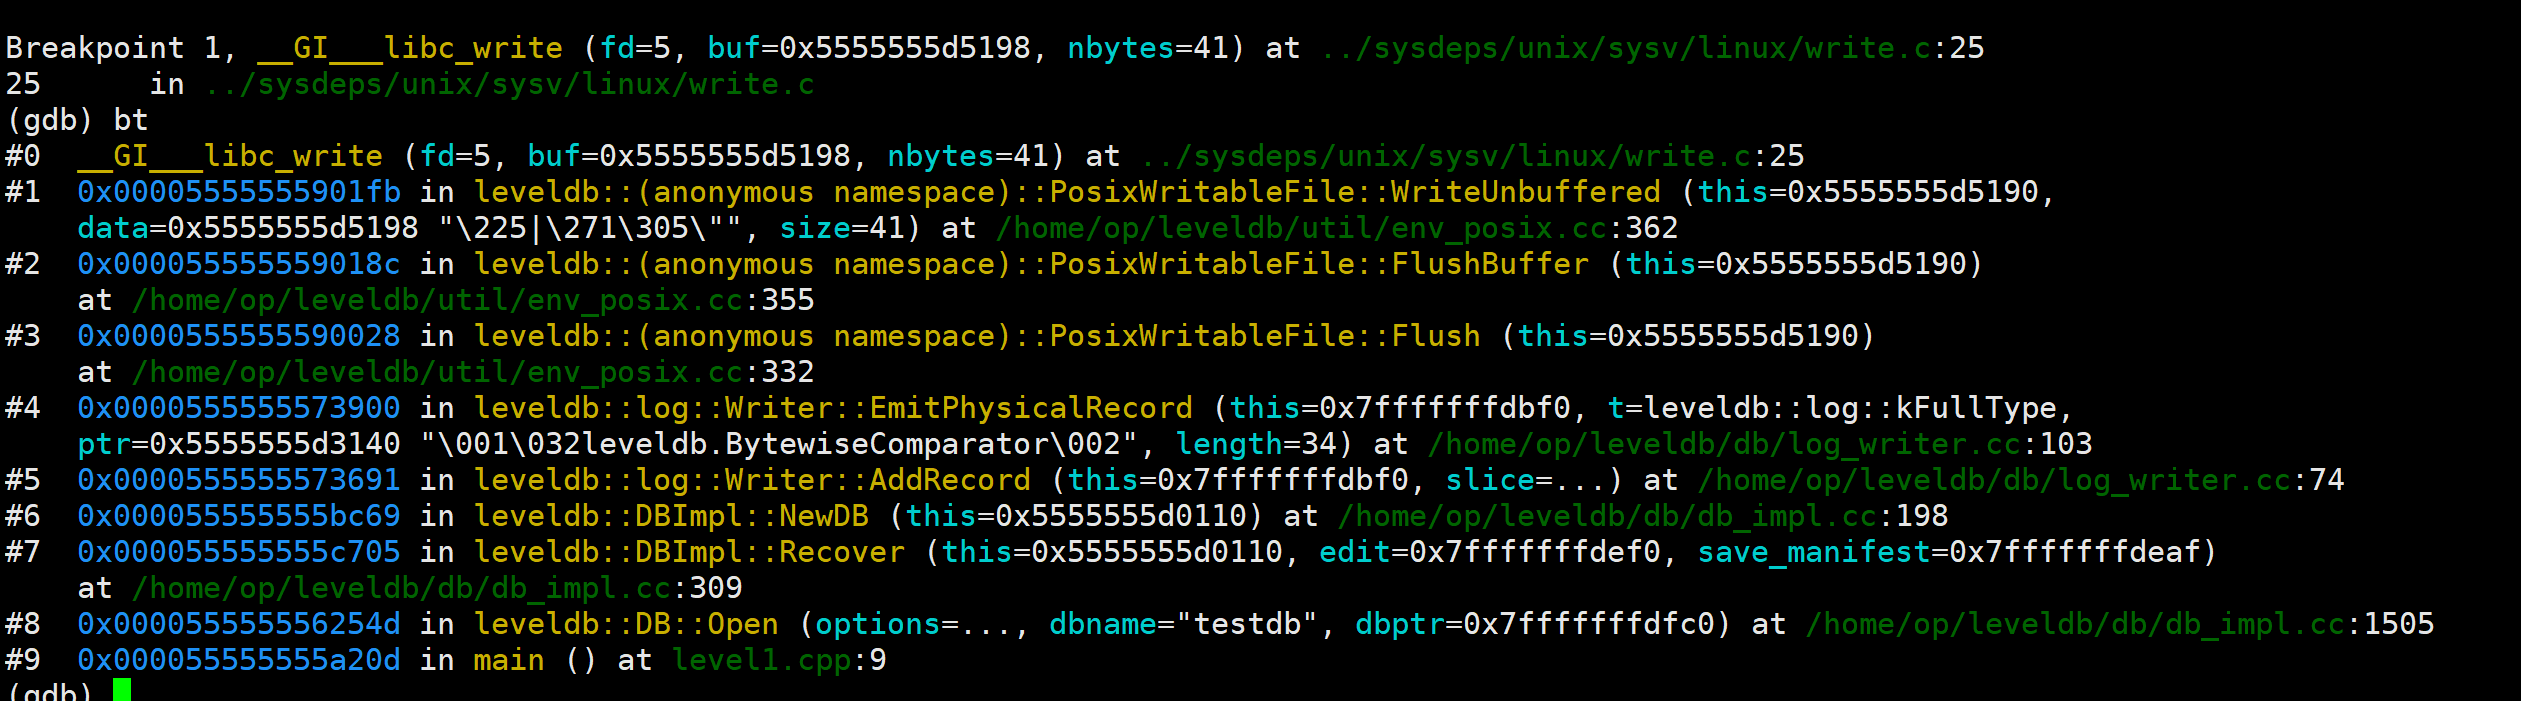 Breakpoint 1, __GI___libc_write (fd=5, buf=0x5555555d5198, nbytes=41) at ../sysdeps/unix/sysv/linux/write.c:25
25      in ../sysdeps/unix/sysv/linux/write.c
(gdb) bt
#0  __GI___libc_write (fd=5, buf=0x5555555d5198, nbytes=41) at ../sysdeps/unix/sysv/linux/write.c:25
#1  0x00005555555901fb in leveldb::(anonymous namespace)::PosixWritableFile::WriteUnbuffered (this=0x5555555d5190,
    data=0x5555555d5198 "\225|\271\305\"", size=41) at /home/op/leveldb/util/env_posix.cc:362
#2  0x000055555559018c in leveldb::(anonymous namespace)::PosixWritableFile::FlushBuffer (this=0x5555555d5190)
    at /home/op/leveldb/util/env_posix.cc:355
#3  0x0000555555590028 in leveldb::(anonymous namespace)::PosixWritableFile::Flush (this=0x5555555d5190)
    at /home/op/leveldb/util/env_posix.cc:332
#4  0x0000555555573900 in leveldb::log::Writer::EmitPhysicalRecord (this=0x7fffffffdbf0, t=leveldb::log::kFullType,
    ptr=0x5555555d3140 "\001\032leveldb.BytewiseComparator\002", length=34) at /home/op/leveldb/db/log_writer.cc:103
#5  0x0000555555573691 in leveldb::log::Writer::AddRecord (this=0x7fffffffdbf0, slice=...) at /home/op/leveldb/db/log_writer.cc:74
#6  0x000055555555bc69 in leveldb::DBImpl::NewDB (this=0x5555555d0110) at /home/op/leveldb/db/db_impl.cc:198
#7  0x000055555555c705 in leveldb::DBImpl::Recover (this=0x5555555d0110, edit=0x7fffffffdef0, save_manifest=0x7fffffffdeaf)
    at /home/op/leveldb/db/db_impl.cc:309
#8  0x000055555556254d in leveldb::DB::Open (options=..., dbname="testdb", dbptr=0x7fffffffdfc0) at /home/op/leveldb/db/db_impl.cc:1505
#9  0x000055555555a20d in main () at level1.cpp:9
(gdb)